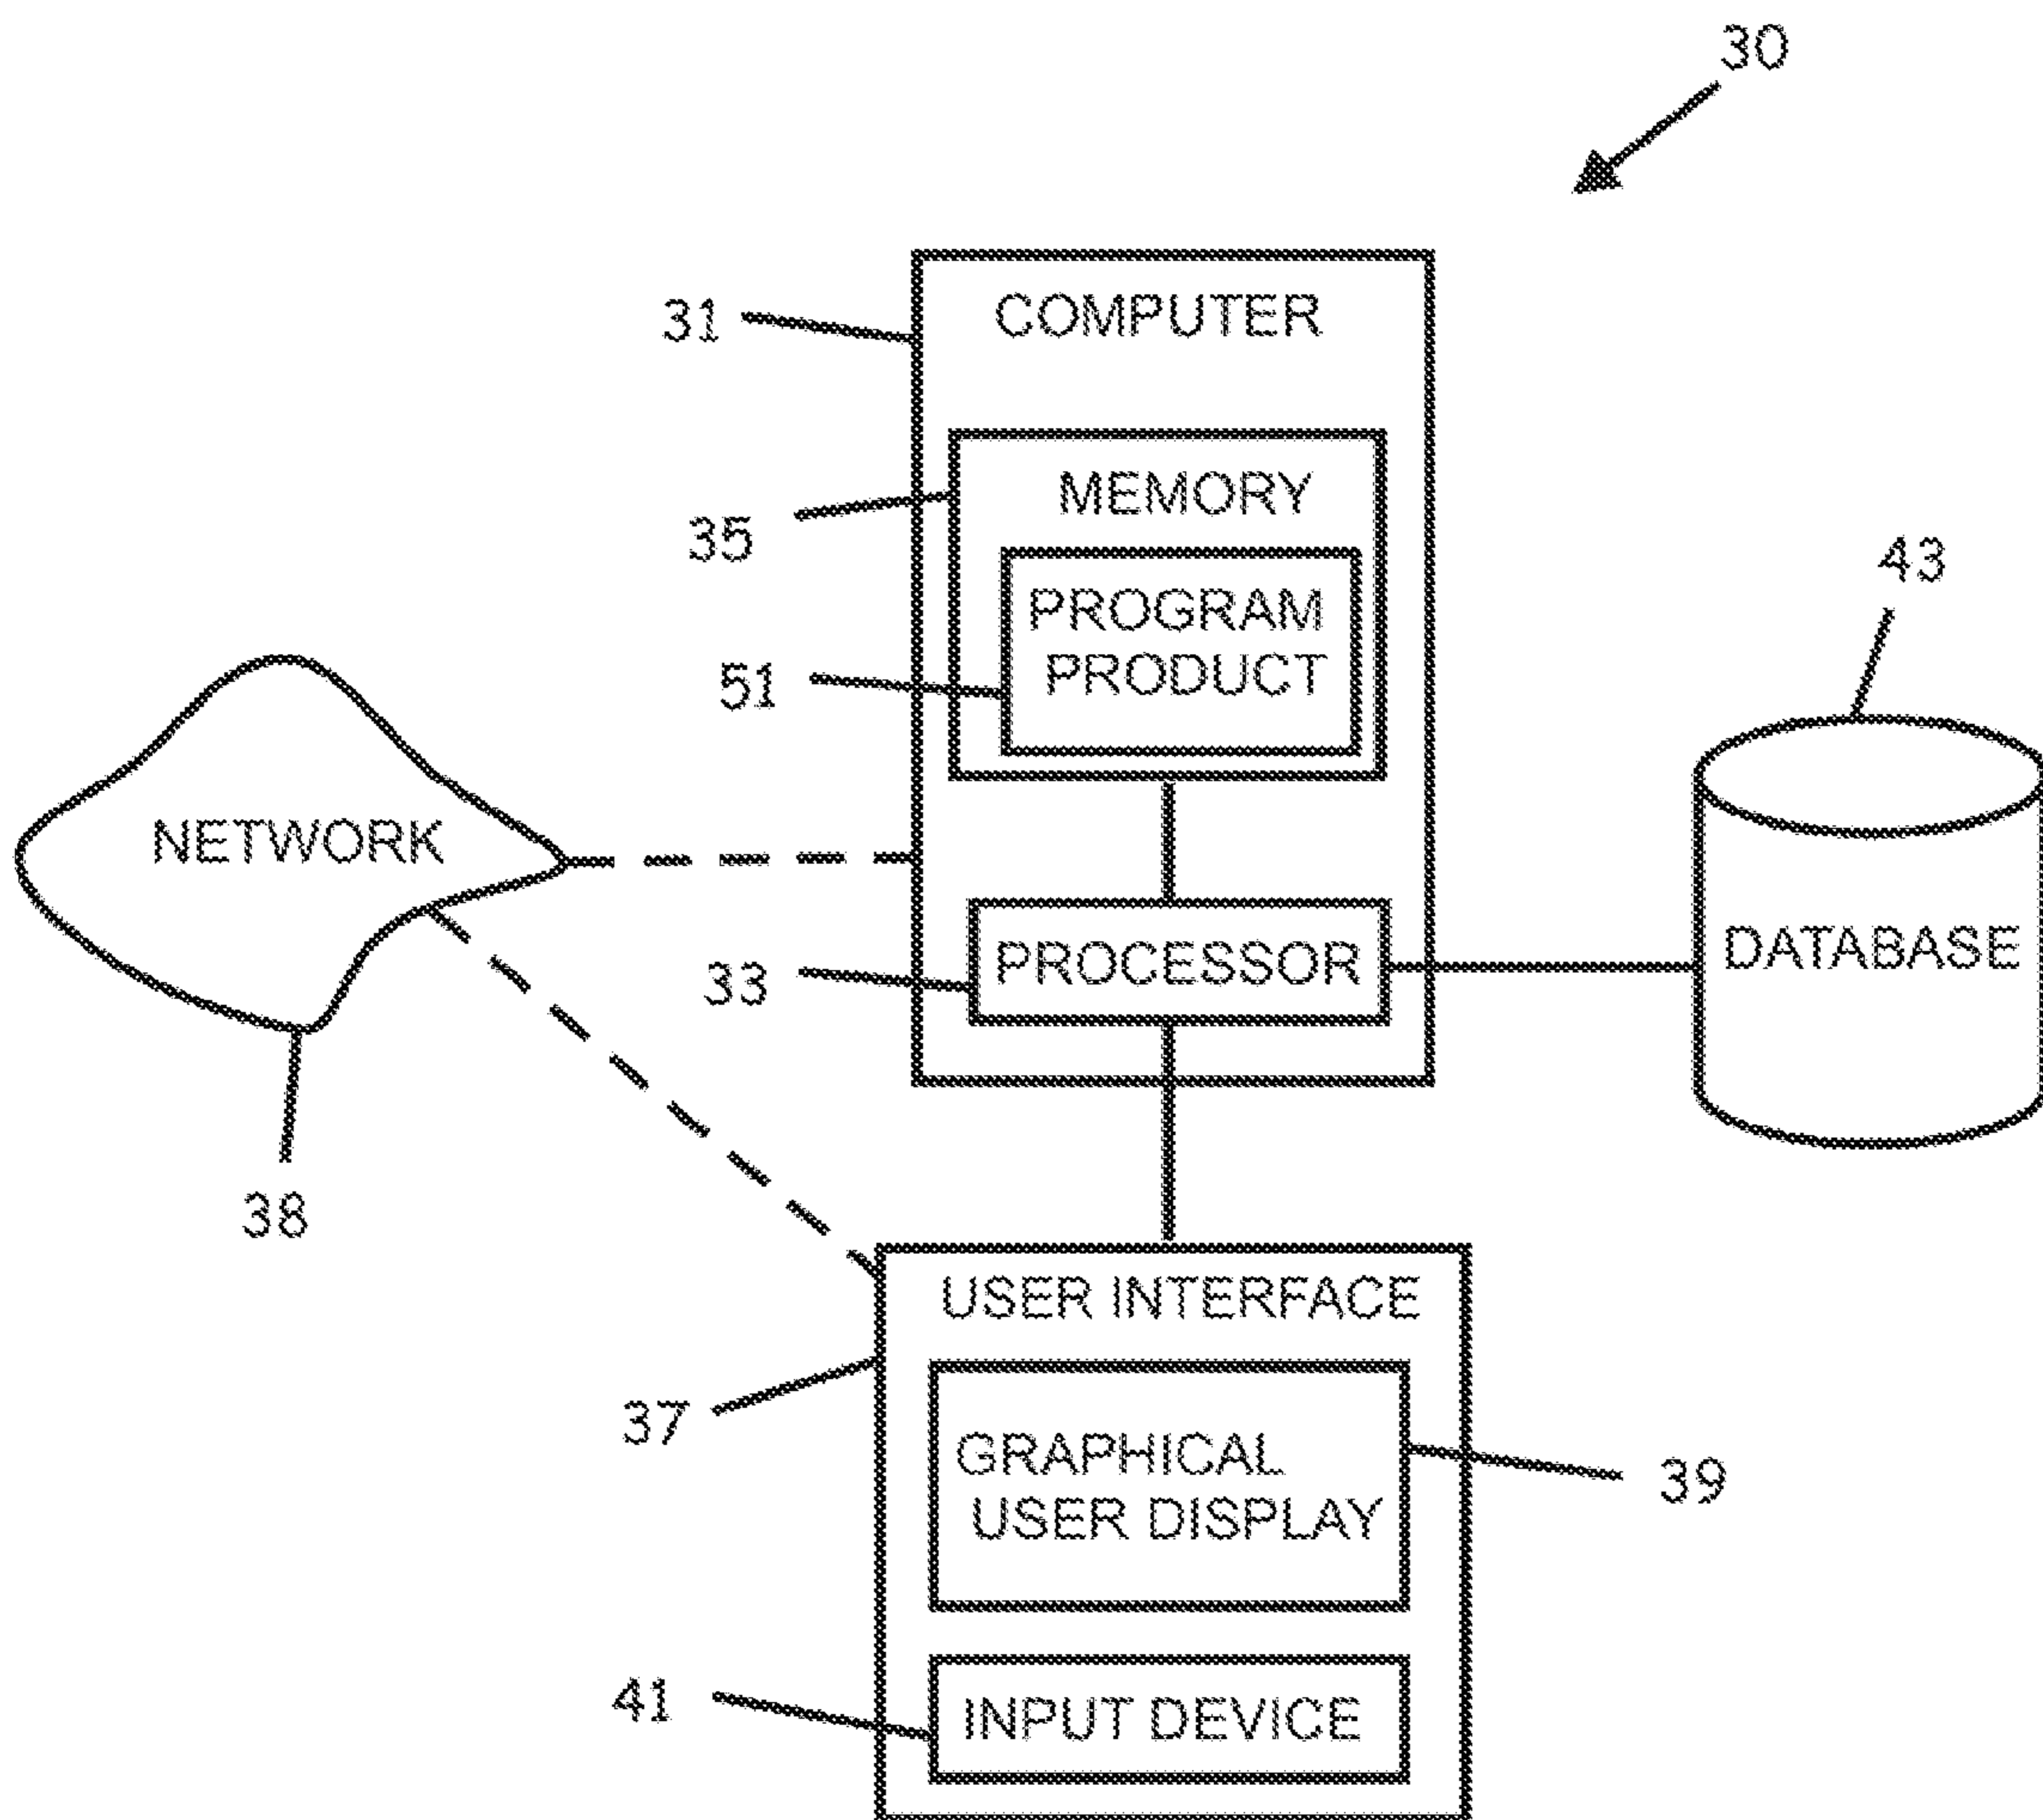 30
31
COMPUTER
35
MEMORY
51
PROGRAM
PRODUCT
43
NETWORK
33
PROCESSOR
DATABASE
38
USER INTERFACE
37
GRAPHICAL
USER DISPLAY
39
41
INPUT DEVICE